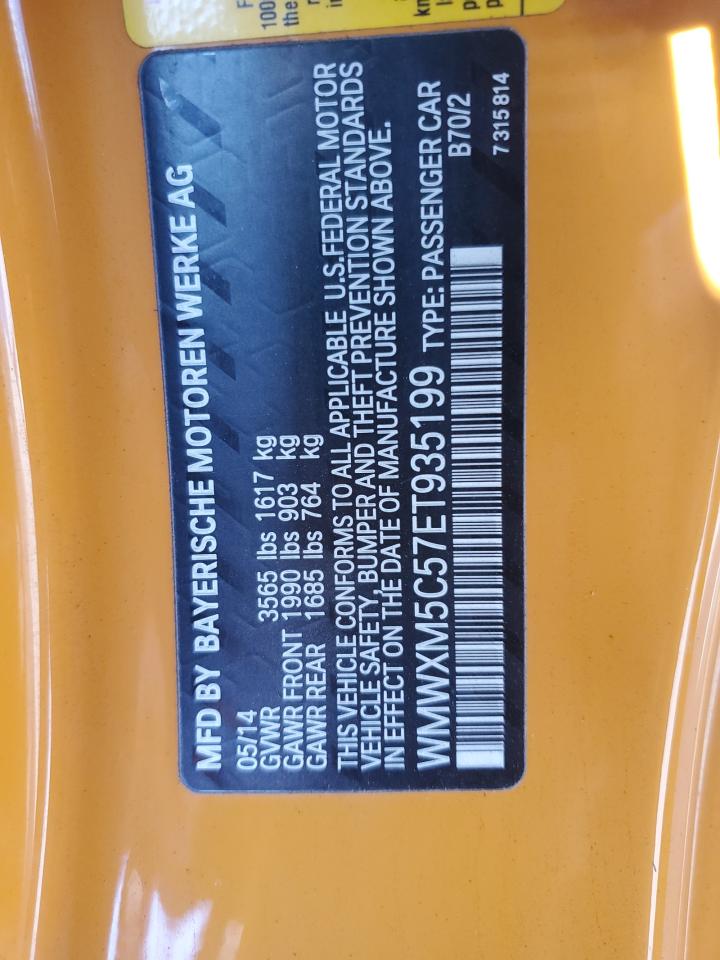 MFD BY BAYERISCHE MOTOREN WERKE AG
05/14
GVWR 3565 lbs 1617 kg
GAWR FRONT 1990 lbs 903 kg
GAWR REAR 1685 lbs 764 kg
THIS VEHICLE CONFORMS TO ALL APPLICABLE U.S.FEDERAL MOTOR
VEHICLE SAFETY, BUMPER AND THEFT PREVENTION STANDARDS
IN EFFECT ON THE DATE OF MANUFACTURE SHOWN ABOVE.
WMWXM5C57ET935199 TYPE: PASSENGER CAR
B70/2
7 315 814